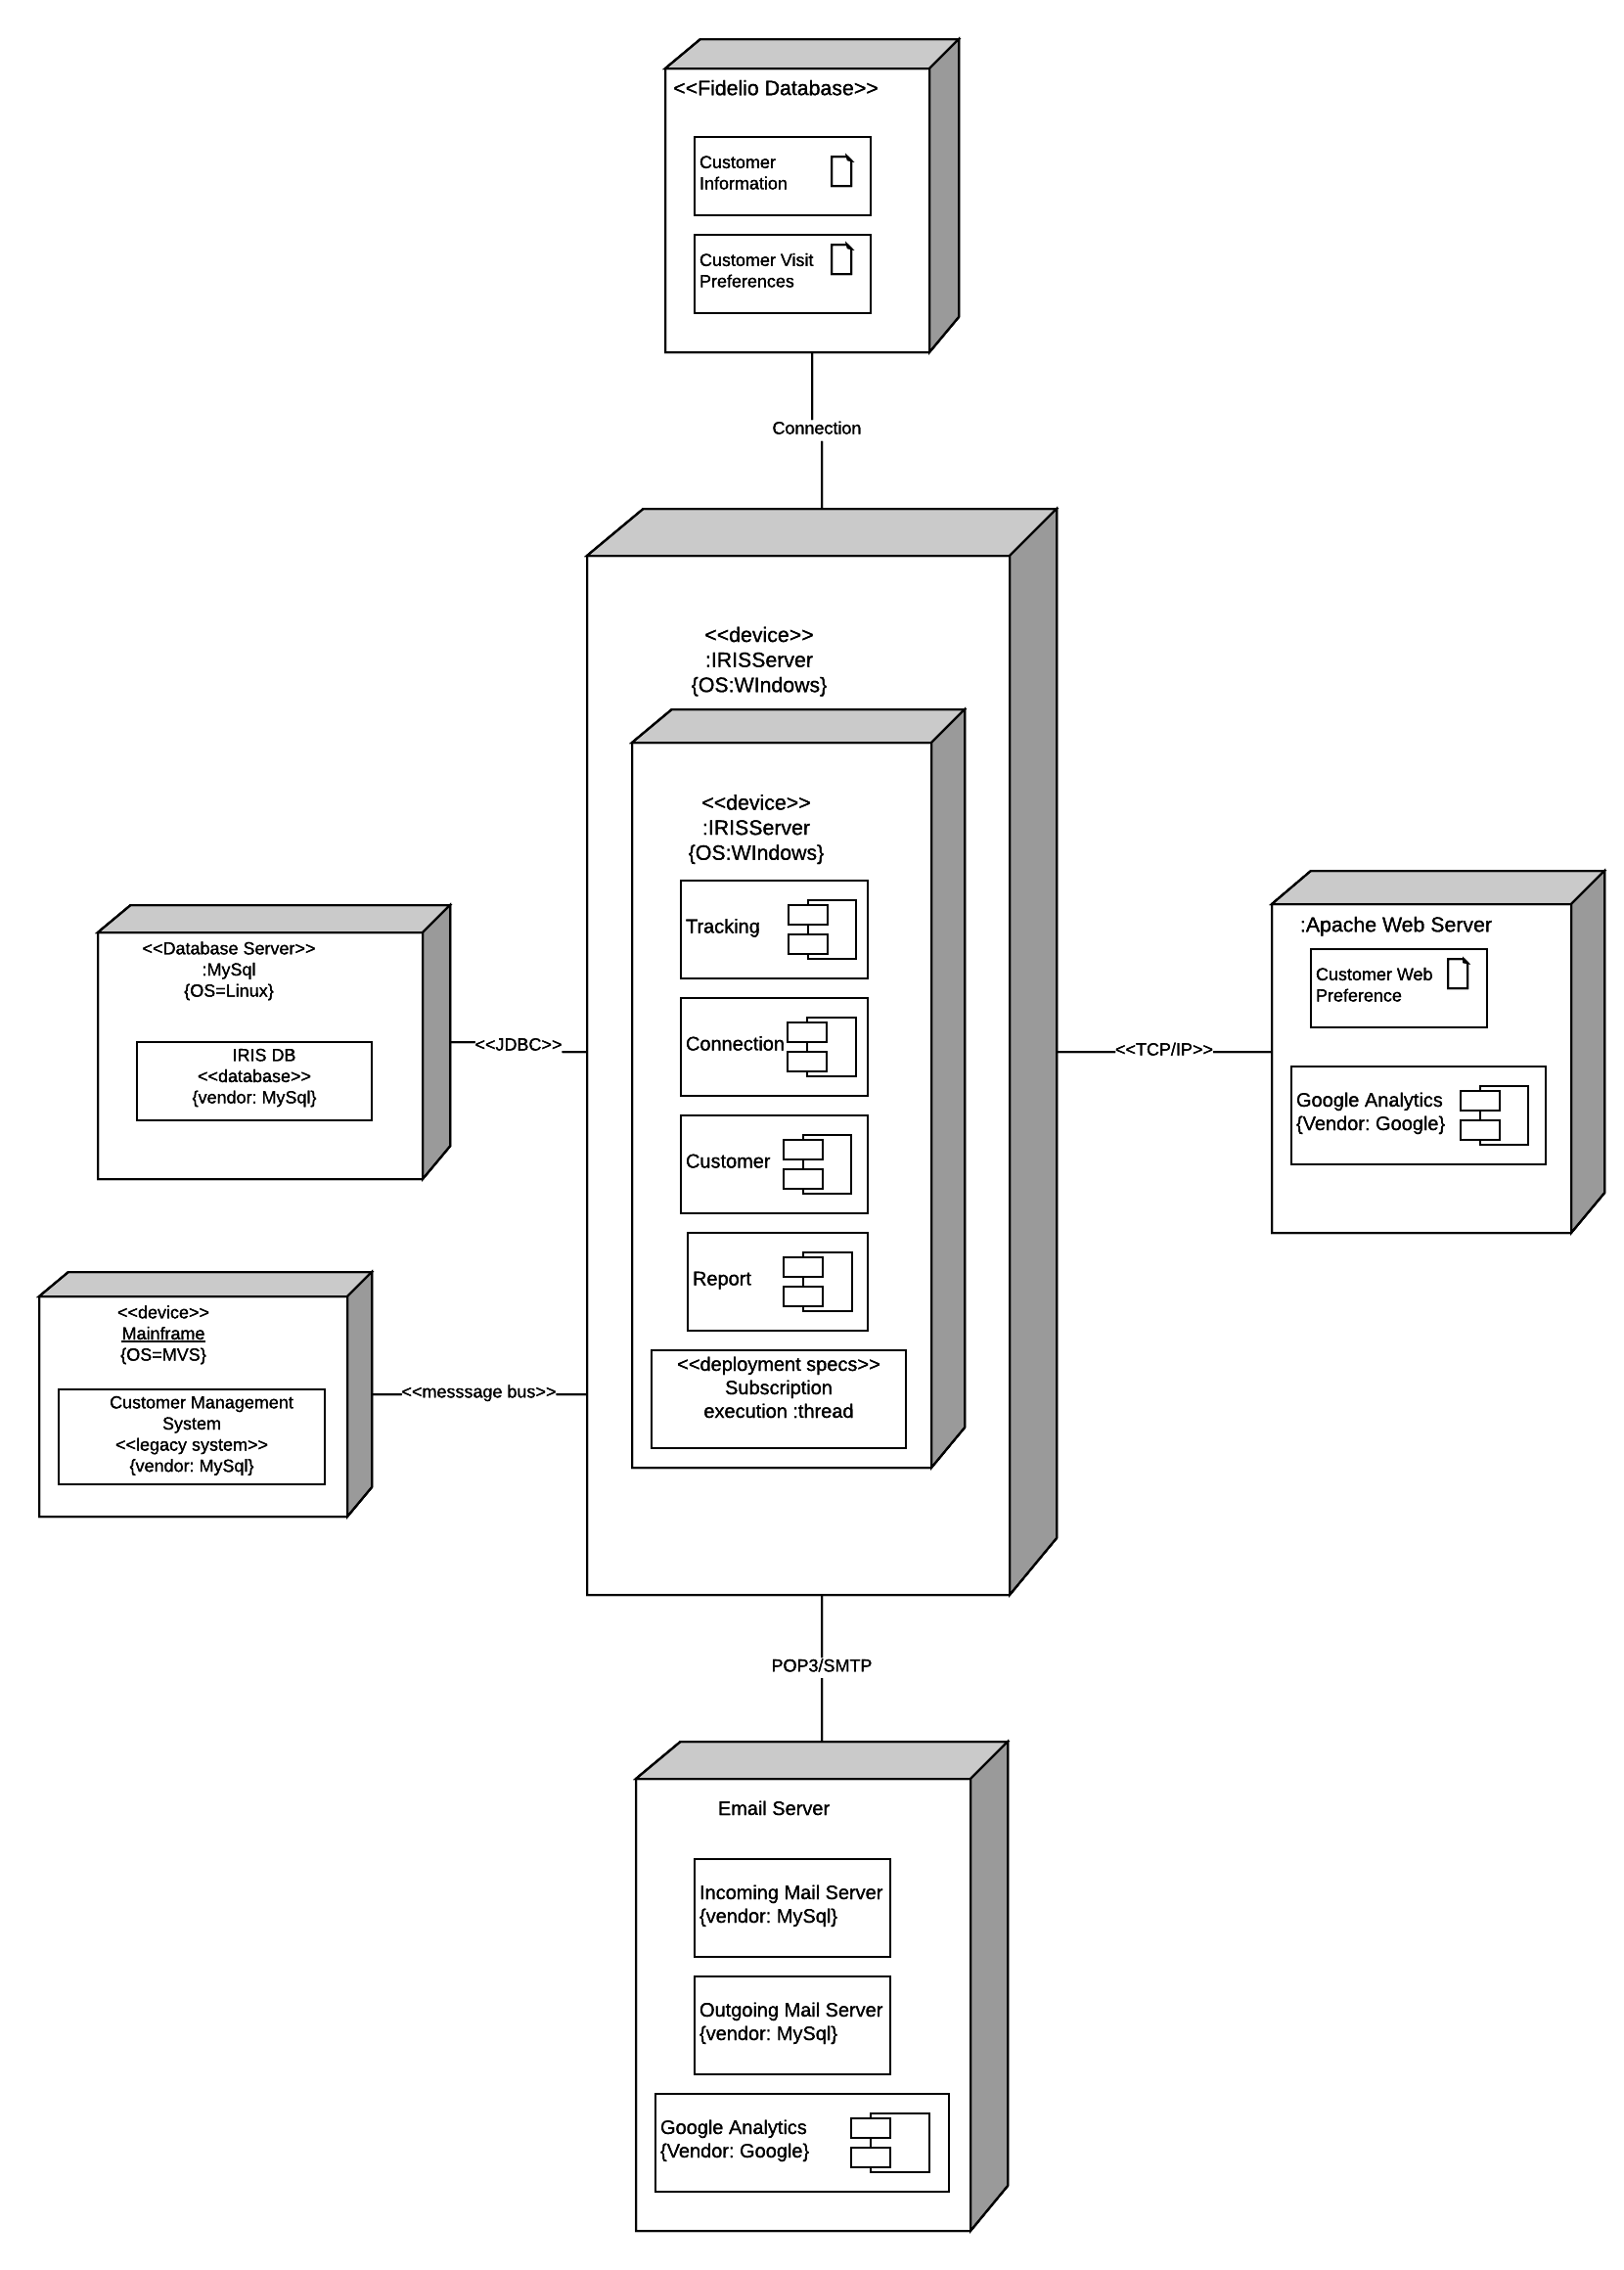 <<Fidelio Database>>
Customer
Information
Customer Visit
Preferences
Connection
<<device>>
:IRISServer
{OS:WIndows}
<<device>>
:IRISServer
{OS:WIndows}
Tracking
Connection
Customer
Report
<<deployment specs>>
Subscription
execution :thread
<<Database Server>>
:MySql
{OS=Linux}
IRIS DB
<<database>>
{vendor: MySql}
<<JDBC>>
<<TCP/IP>>
:Apache Web Server
Customer Web
Preference
Google Analytics
{Vendor: Google}
<<device>>
Mainframe
{OS=MVS}
Customer Management
System
<<legacy system>>
{vendor: MySql}
<<messsage bus>>
POP3/SMTP
Email Server
Incoming Mail Server
{vendor: MySql}
Outgoing Mail Server
{vendor: MySql}
Google Analytics
{Vendor: Google}